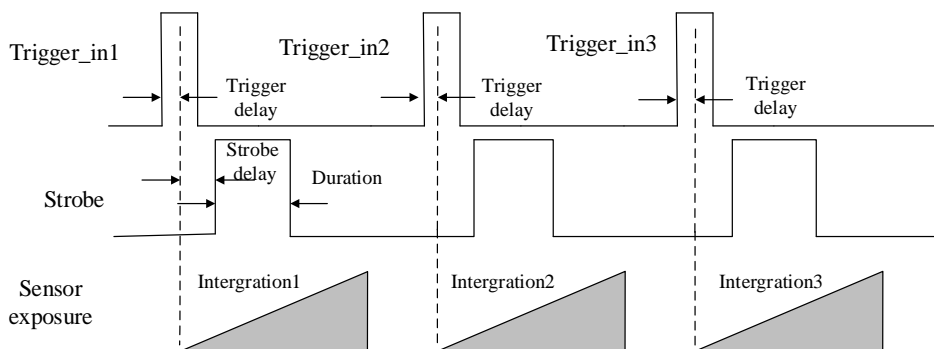 Trigger_in1
Trigger_in2
Trigger_in3
Trigger
delay
Trigger
delay
Trigger
delay
Strobe
delay
Strobe
Duration
Sensor
exposure
Intergration1
Intergration2
Intergration3